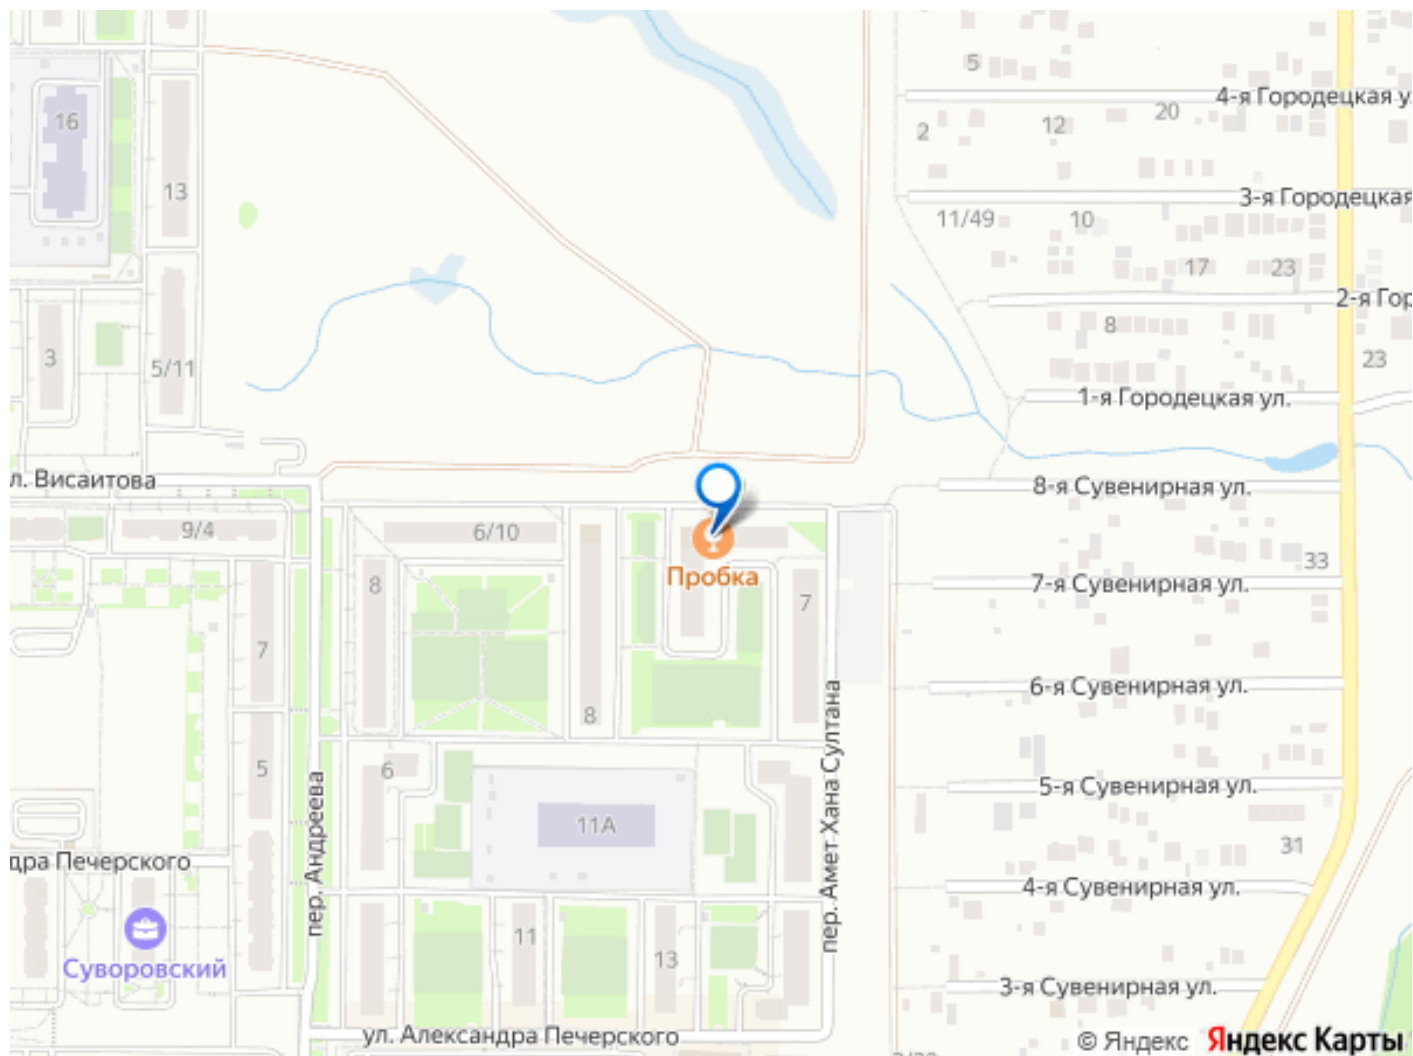 5
4-я Городецкая у
16
2
12
20
13
3-я Городецкая
11/49
10
17
23
2-я Гор
8
3
5/11
23
1-я Городецкая ул.
л. Висаитова
8-я Сувенирная ул.
9/4
6/10
33
Пробка
8
7
7-я Сувенирная ул.
7
6-я Сувенирная ул.
8
пер. Амет-Хана Султана
5
6
5-я Сувенирная ул.
пер. Андреева
11А
31
дра Печерского
4-я Сувенирная ул.
11
13
Суворовский
3-я Сувенирная ул.
ул. Александра Печерского
© Яндекс Яндекс Карты